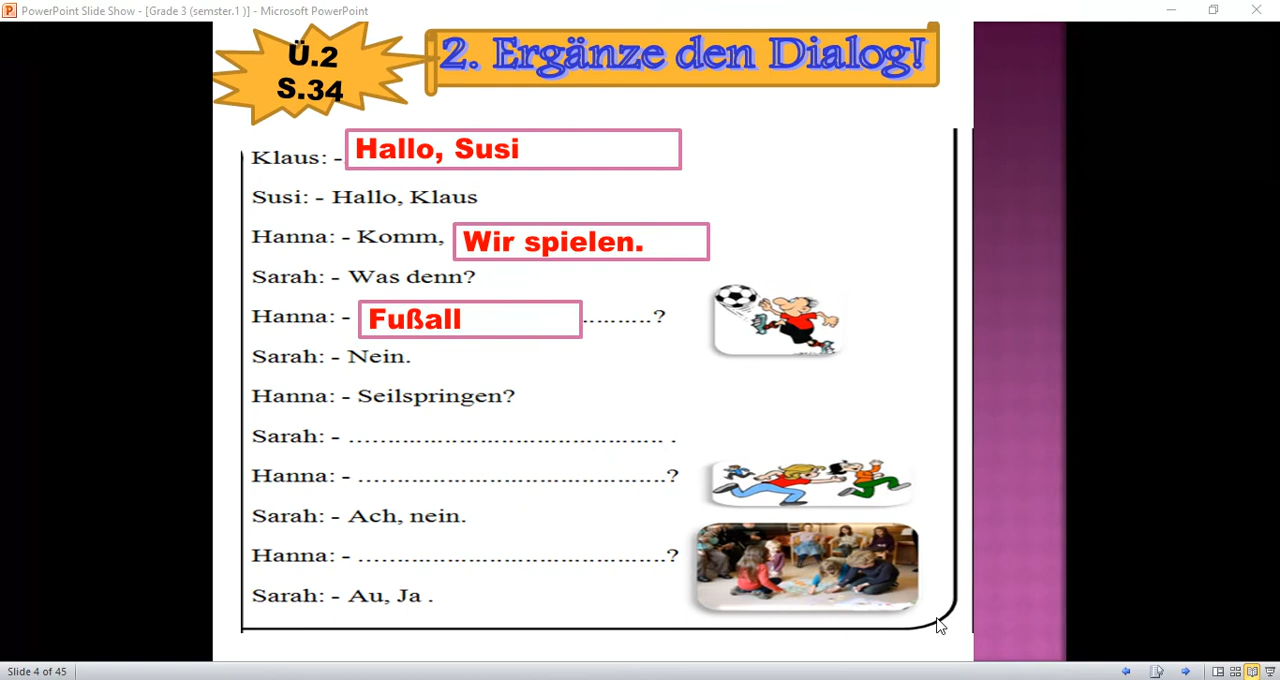 PowerPoint Slide Show - [Grade 3 (semster.1 )] - Microsoft PowerPoint
Ü.2
S.34
2. Ergänze den Dialog!
Klaus: - Hallo, Susi
Susi: - Hallo, Klaus
Hanna: - Komm, Wir spielen.
Sarah: - Was denn?
Hanna: - Fußall ..........?
Sarah: - Nein.
Hanna: - Seilspringen?
Sarah: - ............................................ .
Hanna: - ...........................................?
Sarah: - Ach, nein.
Hanna: - ...........................................?
Sarah: - Au, Ja .
Slide 4 of 45